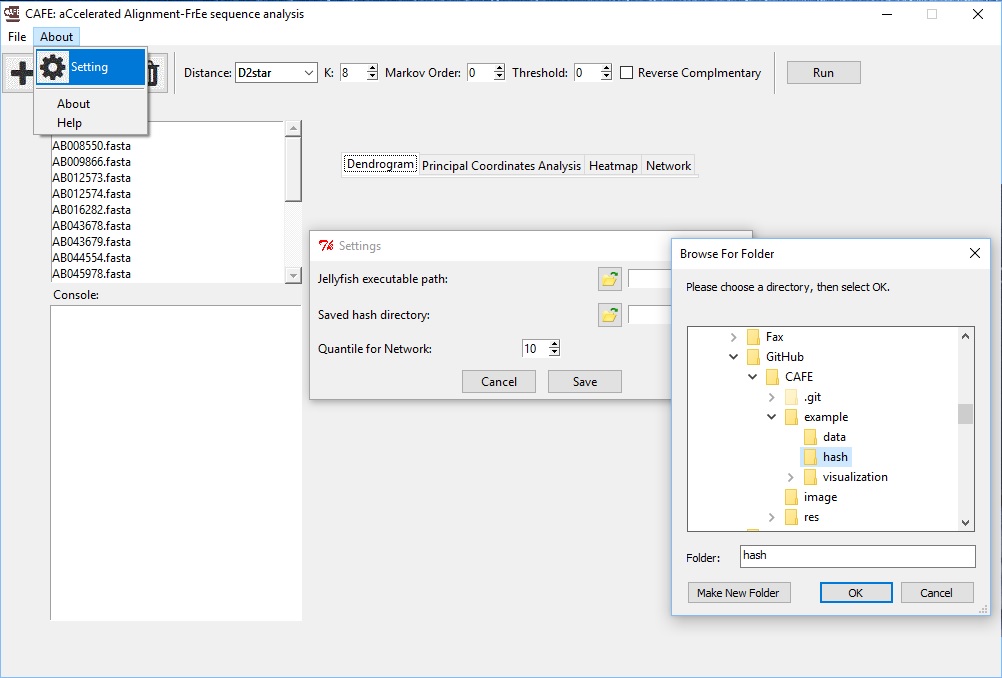 CAFE: aCcelerated Alignment-FrEe sequence analysis
File About
Setting
About
Help
Distance: D2star K: 8 Markov Order: 0 Threshold: 0 Reverse Complmentary Run
AB008550.fasta
AB009866.fasta
AB012573.fasta
AB012574.fasta
AB016282.fasta
AB043678.fasta
AB043679.fasta
AB044554.fasta
AB045978.fasta
Console:
Dendrogram Principal Coordinates Analysis Heatmap Network
Settings
Jellyfish executable path:
Saved hash directory:
Quantile for Network: 10
Cancel Save
Browse For Folder
Please choose a directory, then select OK.
Fax
GitHub
CAFE
.git
example
data
hash
visualization
image
res
Folder: hash
Make New Folder OK Cancel